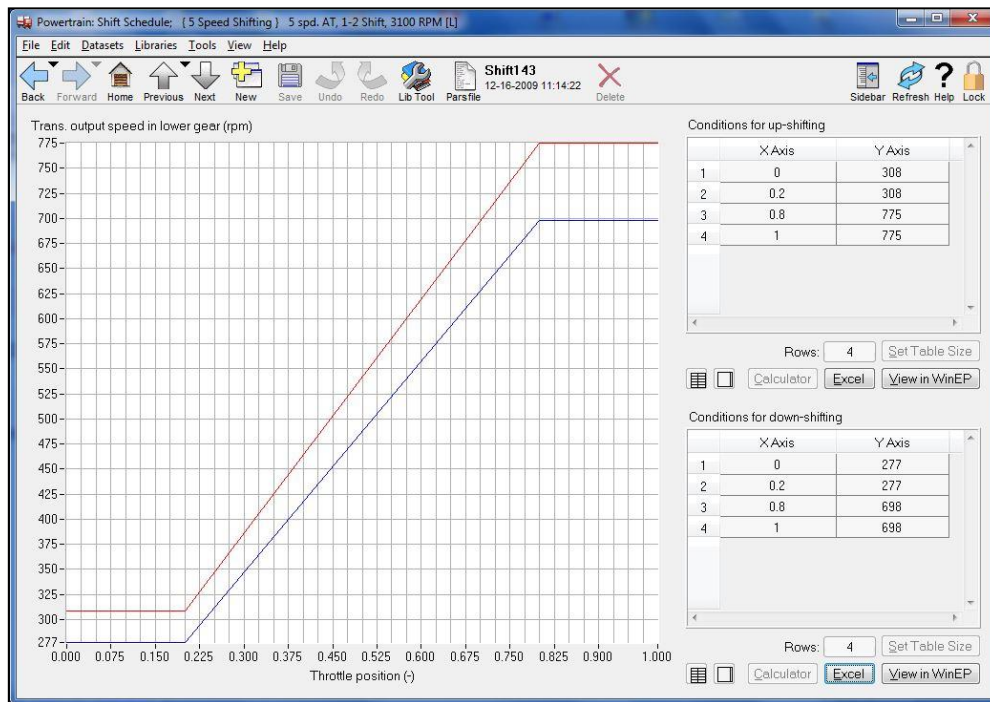 Powertrain: Shift Schedule; { 5 Speed Shifting } 5 spd. AT, 1-2 Shift, 3100 RPM [L]
File Edit Datasets Libraries Tools View Help
Back Forward Home Previous Next New Save Undo Redo Lib Tool Parsfile Shift143 12-16-2009 11:14:22 Delete Sidebar Refresh Help Lock
Trans. output speed in lower gear (rpm)
775
750
725
700
675
650
625
600
575
550
525
500
475
450
425
400
375
350
325
300
277
0.000 0.075 0.150 0.225 0.300 0.375 0.450 0.525 0.600 0.675 0.750 0.825 0.900 1.000
Throttle position (-)
Conditions for up-shifting
X Axis Y Axis
1 0 308
2 0.2 308
3 0.8 775
4 1 775
Rows: 4 Set Table Size
Calculator Excel View in WinEP
Conditions for down-shifting
X Axis Y Axis
1 0 277
2 0.2 277
3 0.8 698
4 1 698
Rows: 4 Set Table Size
Calculator Excel View in WinEP